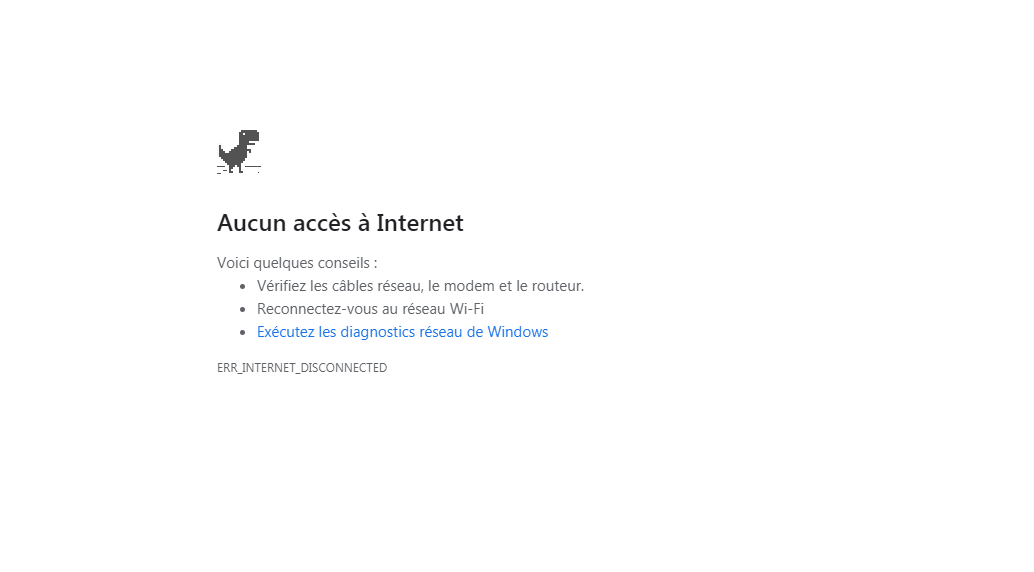 Aucun accès à Internet
Voici quelques conseils :
• Vérifiez les câbles réseau, le modem et le routeur.
• Reconnectez-vous au réseau Wi-Fi
• Exécutez les diagnostics réseau de Windows
ERR_INTERNET_DISCONNECTED